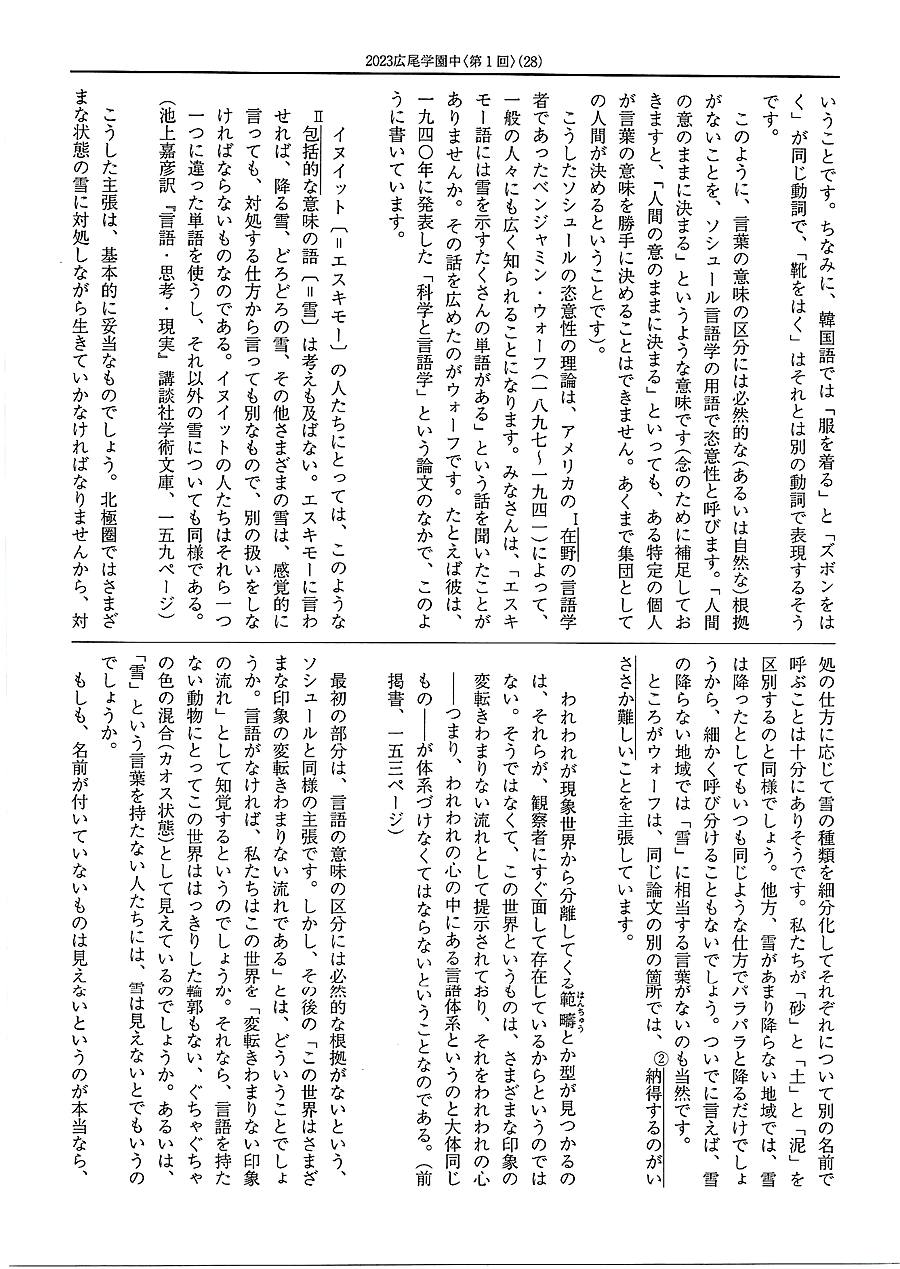 2023広尾学園中〈第1回〉(28)
いうことです。ちなみに、韓国語では「服を着る」と「ズボンをは
く」が同じ動詞で、「靴をはく」はそれとは別の動詞で表現するそう
です。
このように、言葉の意味の区分には必然的な(あるいは自然な)根拠
がないことを、ソシュール言語学の用語で恣意性と呼びます。「人間
の意のままに決まる」というような意味です(念のために補足してお
きますと、「人間の意のままに決まる」といっても、ある特定の個人
が言葉の意味を勝手に決めることはできません。あくまで集団として
の人間が決めるということです)。
こうしたソシュールの恣意性の理論は、アメリカのⅠ在野の言語学
者であったベンジャミン・ウォーフ(一八九七〜一九四一)によって、
一般の人々にも広く知られることになります。みなさんは、「エスキ
モー語には雪を示すたくさんの単語がある」という話を聞いたことが
ありませんか。その話を広めたのがウォーフです。たとえば彼は、
一九四〇年に発表した「科学と言語学」という論文のなかで、このよ
うに書いています。
イヌイット〔=エスキモー〕の人たちにとっては、このような
Ⅱ包括的な意味の語〔=雪〕は考えも及ばない。エスキモーに言わ
せれば、降る雪、どろどろの雪、その他さまざまの雪は、感覚的に
言っても、対処する仕方から言っても別なもので、別の扱いをしな
ければならないものなのである。イヌイットの人たちはそれら一つ
一つに違った単語を使うし、それ以外の雪についても同様である。
(池上嘉彦訳『言語・思考・現実』講談社学術文庫、一五九ページ)
こうした主張は、基本的に妥当なものでしょう。北極圏ではさまざ
まな状態の雪に対処しながら生きていかなければなりませんから、対
処の仕方に応じて雪の種類を細分化してそれぞれについて別の名前で
呼ぶことは十分にありそうです。私たちが「砂」と「土」と「泥」を
区別するのと同様でしょう。他方、雪があまり降らない地域では、雪
は降ったとしてもいつも同じような仕方でパラパラと降るだけでしょ
うから、細かく呼び分けることもないでしょう。ついでに言えば、雪
の降らない地域では「雪」に相当する言葉がないのも当然です。
ところがウォーフは、同じ論文の別の箇所では、②納得するのがい
ささか難しいことを主張しています。
われわれが現象世界から分離してくる範疇とか型が見つかるの
はんちゅう
は、それらが、観察者にすぐ面して存在しているからというのでは
ない。そうではなくて、この世界というものは、さまざまな印象の
変転きわまりない流れとして提示されており、それをわれわれの心
――つまり、われわれの心の中にある言語体系というのと大体同じ
もの――が体系づけなくてはならないということなのである。(前
掲書、一五三ページ)
最初の部分は、言語の意味の区分には必然的な根拠がないという、
ソシュールと同様の主張です。しかし、その後の「この世界はさまざ
まな印象の変転きわまりない流れである」とは、どういうことでしょ
うか。言語がなければ、私たちはこの世界を「変転きわまりない印象
の流れ」として知覚するというのでしょうか。それなら、言語を持た
ない動物にとってこの世界ははっきりした輪郭もない、ぐちゃぐちゃ
の色の混合(カオス状態)として見えているのでしょうか。あるいは、
「雪」という言葉を持たない人たちには、雪は見えないとでもいうの
でしょうか。
もしも、名前が付いていないものは見えないというのが本当なら、